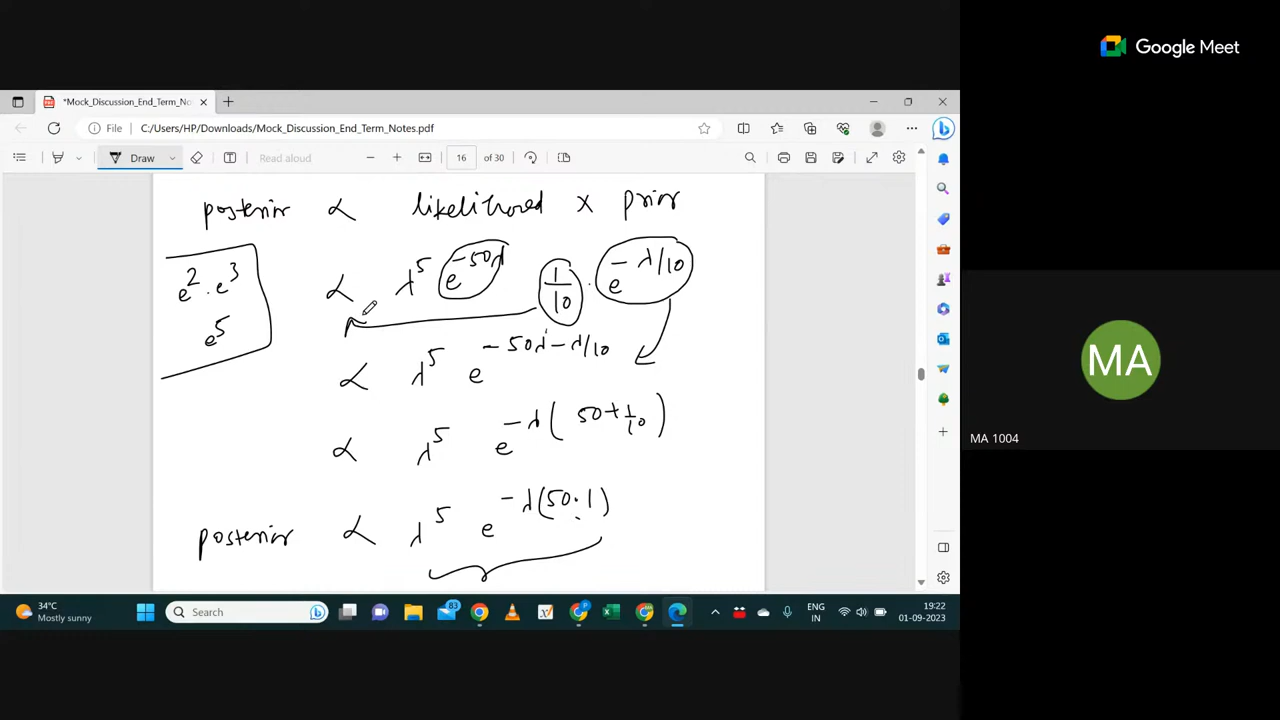 Google Meet
*Mock_Discussion_End_Term_No
File C:/Users/HP/Downloads/Mock_Discussion_End_Term_Notes.pdf
Draw Read aloud 16 of 30
posterior ∝ likelihood x prior
e^2 . e^3
e^5
∝ λ^5 e^-50λ 1/10 . e^-λ/10
∝ λ^5 e^-50λ-λ/10
∝ λ^5 e^-λ(50+1/10)
posterior ∝ λ^5 e^-λ(50.1)
MA
MA 1004
34°C
Mostly sunny
Search
83
ENG
IN
19:22
01-09-2023